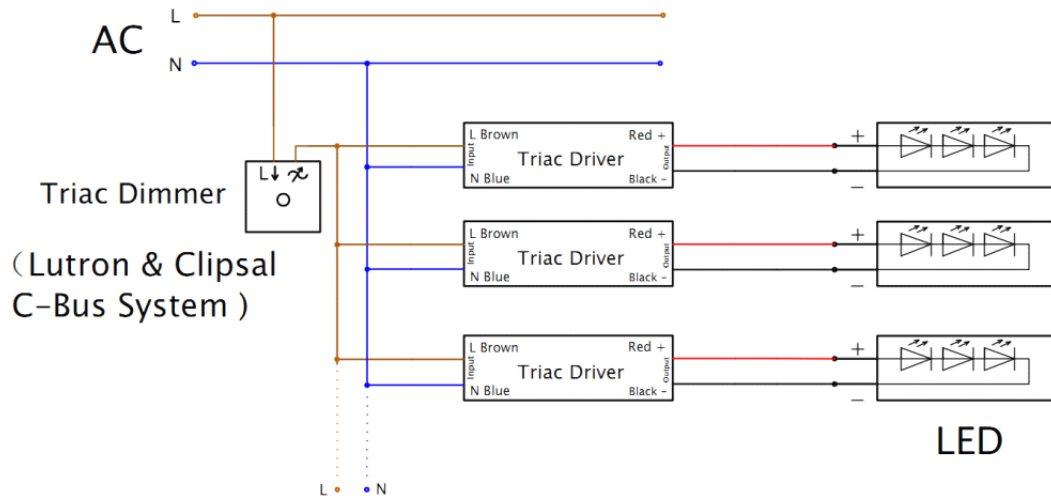 L
AC
N
L Brown
Input
N Blue
Triac Driver
Red +
Output
Black -
+
−
L
Triac Dimmer
（Lutron & Clipsal
C-Bus System )
L Brown
Input
N Blue
Triac Driver
Red +
Output
Black -
+
−
L Brown
Input
N Blue
Triac Driver
Red +
Output
Black -
+
−
LED
L
N